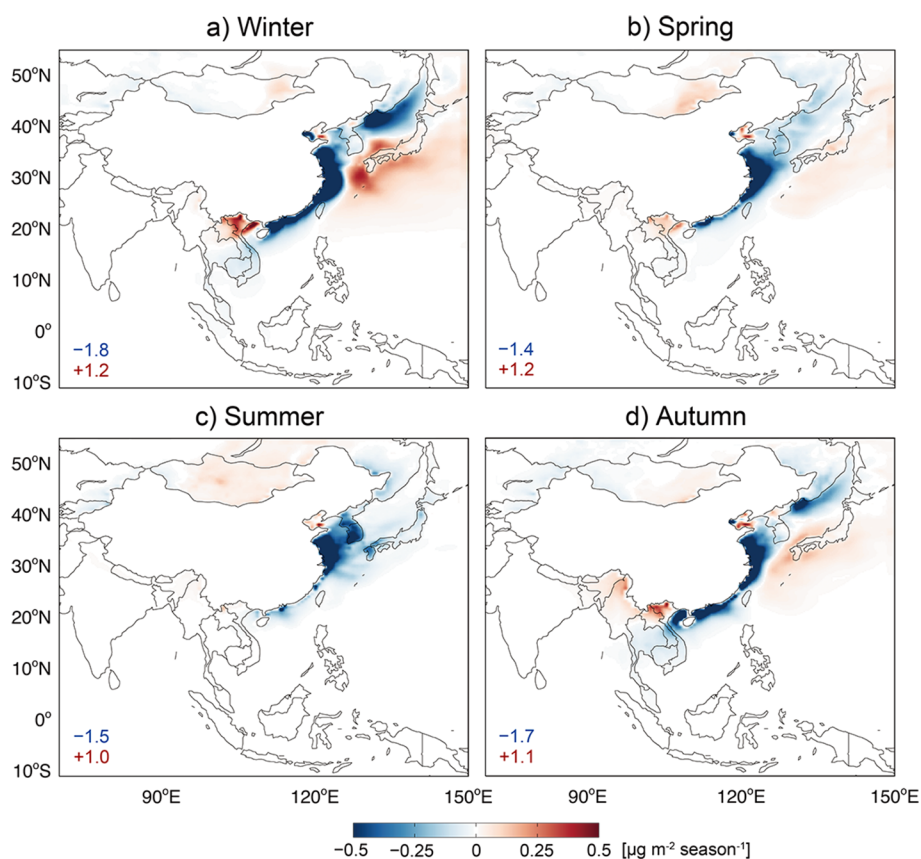 a) Winter
b) Spring
50°N
40°N
30°N
20°N
10°N
0°
10°S
−1.8
+1.2
−1.4
+1.2
c) Summer
d) Autumn
50°N
40°N
30°N
20°N
10°N
0°
10°S
−1.5
+1.0
−1.7
+1.1
90°E 120°E 150°E 90°E 120°E 150°E
−0.5 −0.25 0 0.25 0.5 [µg m⁻² season⁻¹]